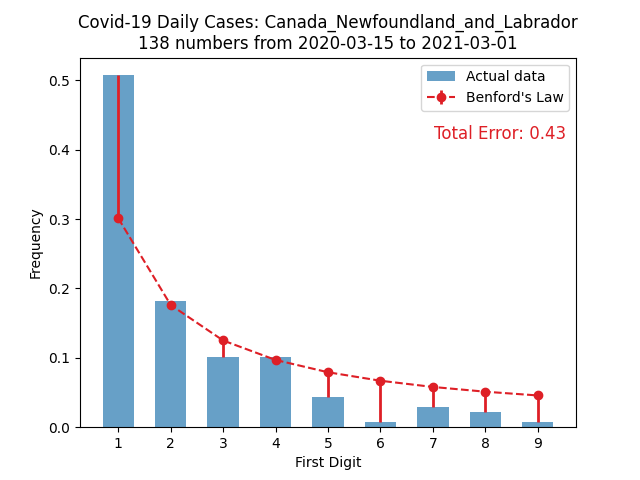 Covid-19 Daily Cases: Canada_Newfoundland_and_Labrador
138 numbers from 2020-03-15 to 2021-03-01
Actual data
Benford's Law
Total Error: 0.43
0.5
0.4
0.3
0.2
0.1
0.0
Frequency
1 2 3 4 5 6 7 8 9
First Digit